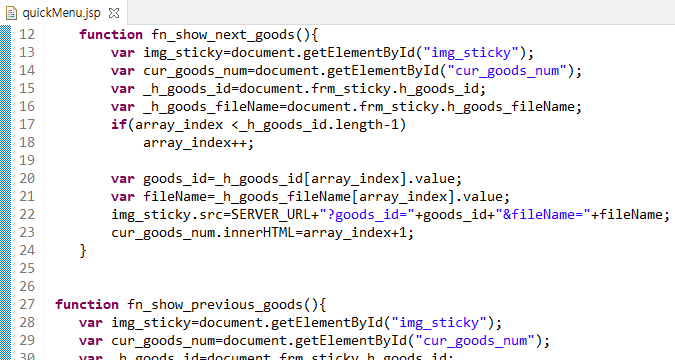 quickMenu.jsp
12 function fn_show_next_goods(){
13 var img_sticky=document.getElementById("img_sticky");
14 var cur_goods_num=document.getElementById("cur_goods_num");
15 var _h_goods_id=document.frm_sticky.h_goods_id;
16 var _h_goods_fileName=document.frm_sticky.h_goods_fileName;
17 if(array_index <_h_goods_id.length-1)
18 array_index++;
19
20 var goods_id=_h_goods_id[array_index].value;
21 var fileName=_h_goods_fileName[array_index].value;
22 img_sticky.src=SERVER_URL+"?goods_id="+goods_id+"&fileName="+fileName;
23 cur_goods_num.innerHTML=array_index+1;
24 }
25
26
27 function fn_show_previous_goods(){
28 var img_sticky=document.getElementById("img_sticky");
29 var cur_goods_num=document.getElementById("cur_goods_num");
30 var _h_goods_id=document.frm_sticky.h_goods_id;